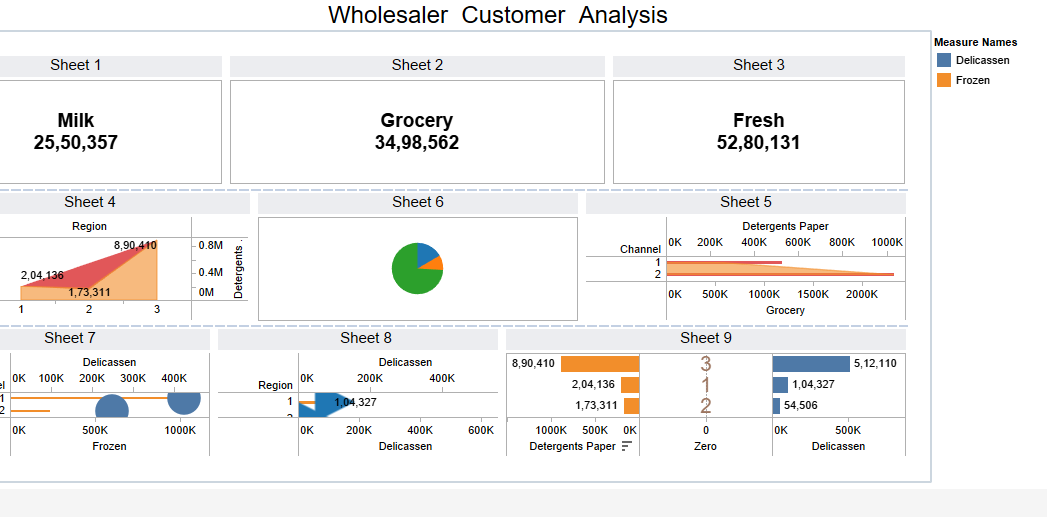 Wholesaler Customer Analysis
Measure Names
Delicassen
Frozen
Sheet 1
Sheet 2
Sheet 3
Milk
25,50,357
Grocery
34,98,562
Fresh
52,80,131
Sheet 4
Sheet 6
Sheet 5
Region
8,90,410
2,04,136
1,73,311
0.8M
0.4M
0M
Detergents .
1
2
3
Detergents Paper
Channel
0K 200K 400K 600K 800K 1000K
1
2
0K 500K 1000K 1500K 2000K
Grocery
Sheet 7
Sheet 8
Sheet 9
Delicassen
0K 100K 200K 300K 400K
1
2
0K 500K 1000K
Frozen
Delicassen
Region
0K 200K 400K
1
1,04,327
0K 200K 400K 600K
Delicassen
8,90,410 3 5,12,110
2,04,136 1 1,04,327
1,73,311 2 54,506
1000K 500K 0K 0 0K 500K
Detergents Paper Zero Delicassen